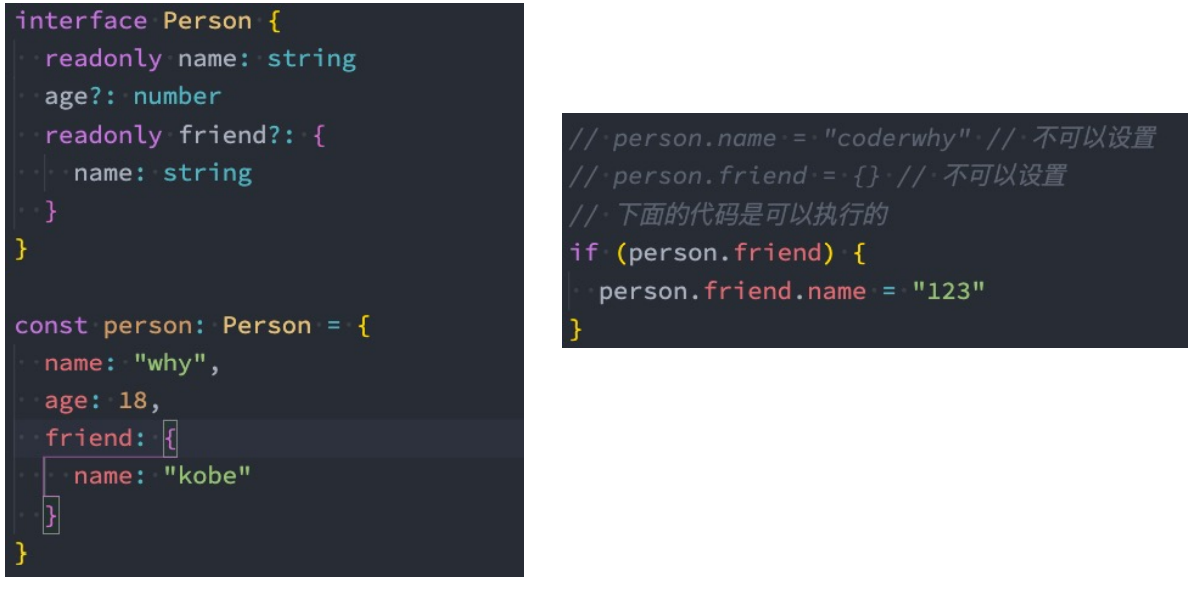 interface Person {
  readonly name: string
  age?: number
  readonly friend?: {
    name: string
  }
}
const person: Person = {
  name: "why",
  age: 18,
  friend: {
    name: "kobe"
  }
}
// person.name = "coderwhy" // 不可以设置
// person.friend = {} // 不可以设置
// 下面的代码是可以执行的
if (person.friend) {
  person.friend.name = "123"
}